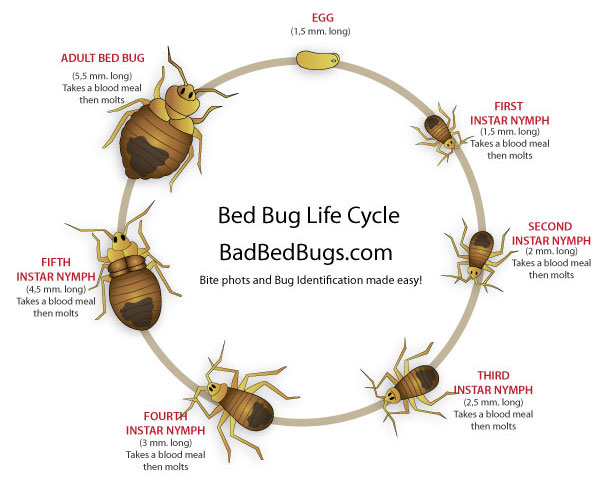 EGG
(1,5 mm. long)
FIRST
INSTAR NYMPH
(1,5 mm. long)
Takes a blood meal
then molts
SECOND
INSTAR NYMPH
(2 mm. long)
Takes a blood meal
then molts
THIRD
INSTAR NYMPH
(2,5 mm. long)
Takes a blood meal
then molts
FOURTH
INSTAR NYMPH
(3 mm. long)
Takes a blood meal
then molts
FIFTH
INSTAR NYMPH
(4,5 mm. long)
Takes a blood meal
then molts
ADULT BED BUG
(5,5 mm. long)
Takes a blood meal
then molts
Bed Bug Life Cycle
BadBedBugs.com
Bite phots and Bug Identification made easy!